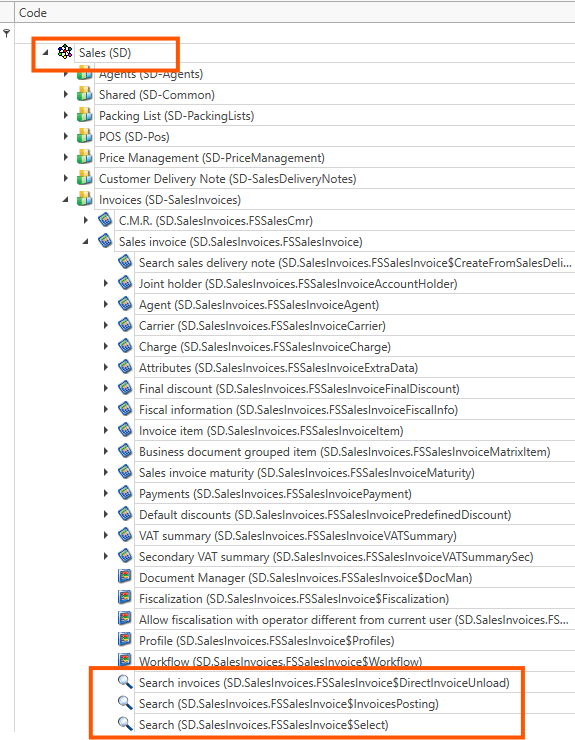 Code
Sales (SD)
Agents (SD-Agents)
Shared (SD-Common)
Packing List (SD-PackingLists)
POS (SD-Pos)
Price Management (SD-PriceManagement)
Customer Delivery Note (SD-SalesDeliveryNotes)
Invoices (SD-SalesInvoices)
C.M.R. (SD.SalesInvoices.FSSalesCmr)
Sales invoice (SD.SalesInvoices.FSSalesInvoice)
Search sales delivery note (SD.SalesInvoices.FSSalesInvoice$CreateFromSalesDeli...
Joint holder (SD.SalesInvoices.FSSalesInvoiceAccountHolder)
Agent (SD.SalesInvoices.FSSalesInvoiceAgent)
Carrier (SD.SalesInvoices.FSSalesInvoiceCarrier)
Charge (SD.SalesInvoices.FSSalesInvoiceCharge)
Attributes (SD.SalesInvoices.FSSalesInvoiceExtraData)
Final discount (SD.SalesInvoices.FSSalesInvoiceFinalDiscount)
Fiscal information (SD.SalesInvoices.FSSalesInvoiceFiscalInfo)
Invoice item (SD.SalesInvoices.FSSalesInvoiceItem)
Business document grouped item (SD.SalesInvoices.FSSalesInvoiceMatrixItem)
Sales invoice maturity (SD.SalesInvoices.FSSalesInvoiceMaturity)
Payments (SD.SalesInvoices.FSSalesInvoicePayment)
Default discounts (SD.SalesInvoices.FSSalesInvoicePredefinedDiscount)
VAT summary (SD.SalesInvoices.FSSalesInvoiceVATSummary)
Secondary VAT summary (SD.SalesInvoices.FSSalesInvoiceVATSummarySec)
Document Manager (SD.SalesInvoices.FSSalesInvoice$DocMan)
Fiscalization (SD.SalesInvoices.FSSalesInvoice$Fiscalization)
Allow fiscalisation with operator different from current user (SD.SalesInvoices.FS...
Profile (SD.SalesInvoices.FSSalesInvoice$Profiles)
Workflow (SD.SalesInvoices.FSSalesInvoice$Workflow)
Search invoices (SD.SalesInvoices.FSSalesInvoice$DirectInvoiceUnload)
Search (SD.SalesInvoices.FSSalesInvoice$InvoicesPosting)
Search (SD.SalesInvoices.FSSalesInvoice$Select)